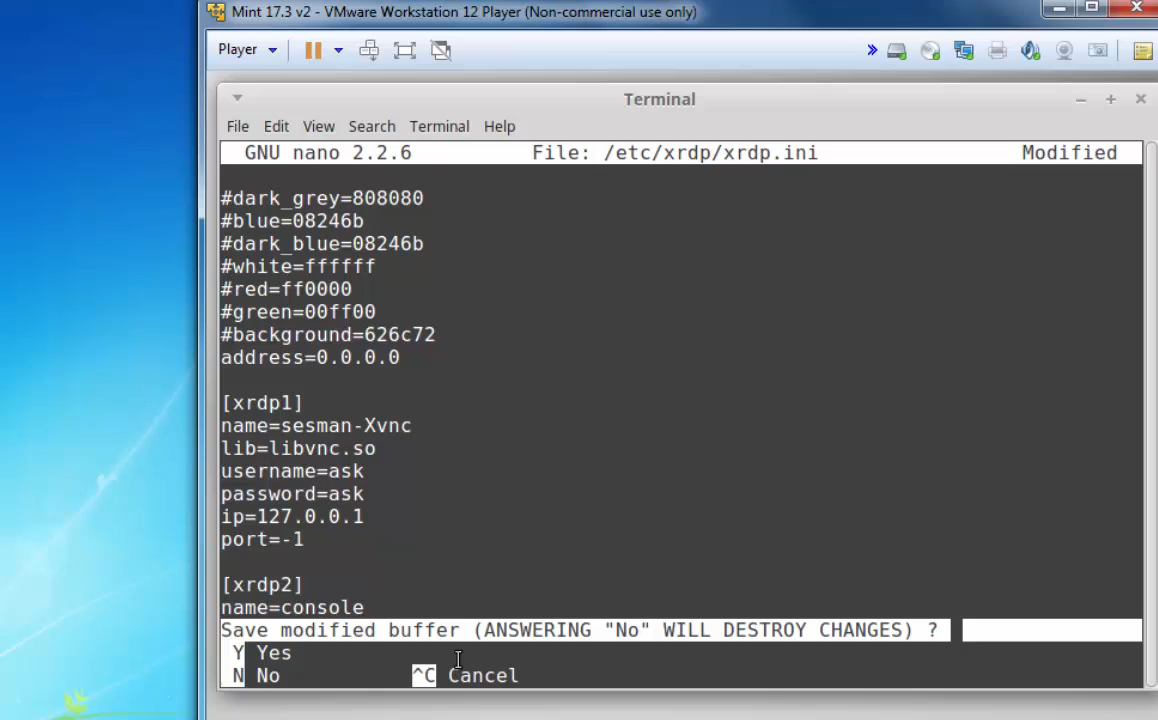 Mint 17.3 v2 - VMware Workstation 12 Player (Non-commercial use only)
Player
Terminal
File Edit View Search Terminal Help
GNU nano 2.2.6 File: /etc/xrdp/xrdp.ini Modified
#dark_grey=808080
#blue=08246b
#dark_blue=08246b
#white=ffffff
#red=ff0000
#green=00ff00
#background=626c72
address=0.0.0.0
[xrdp1]
name=sesman-Xvnc
lib=libvnc.so
username=ask
password=ask
ip=127.0.0.1
port=-1
[xrdp2]
name=console
Save modified buffer (ANSWERING "No" WILL DESTROY CHANGES) ?
Y Yes
N No ^C Cancel